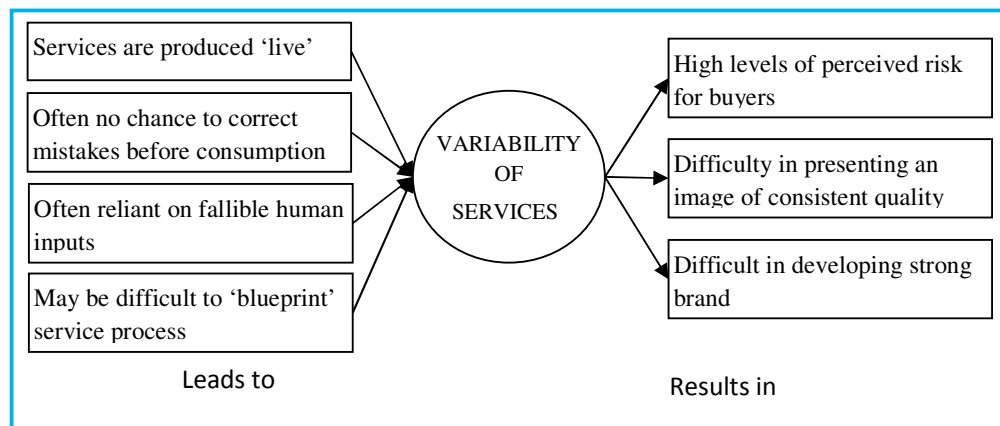 Services are produced ‘live’
Often no chance to correct
mistakes before consumption
Often reliant on fallible human
inputs
May be difficult to ‘blueprint’
service process
Leads to
VARIABILITY
OF
SERVICES
High levels of perceived risk
for buyers
Difficulty in presenting an
image of consistent quality
Difficult in developing strong
brand
Results in